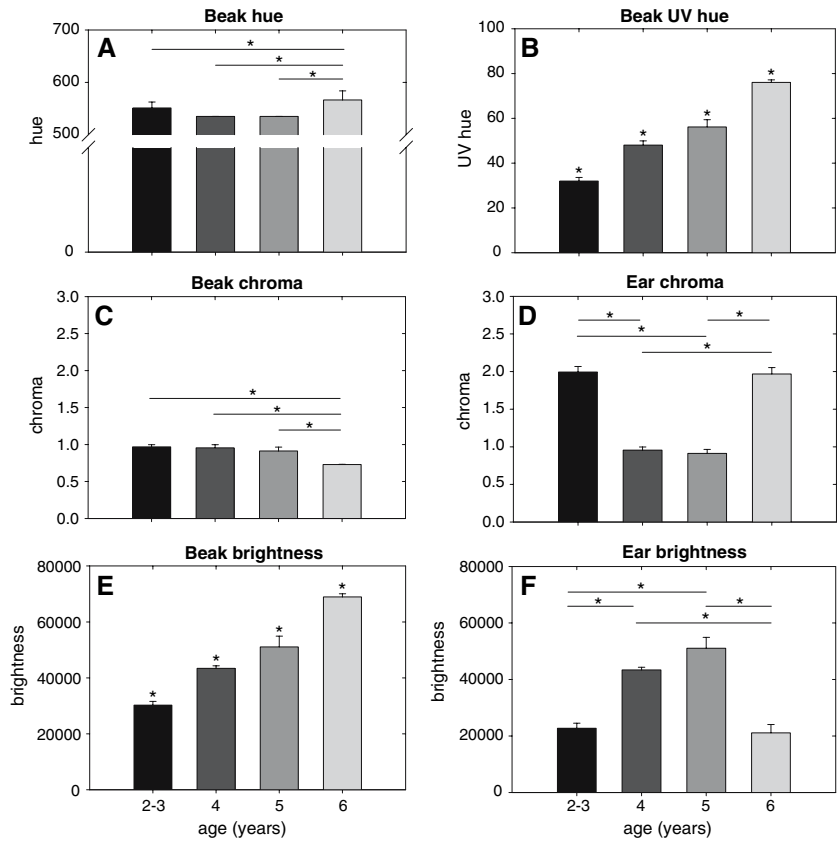 Beak hue
A
700
600
500
0
hue
*
*
*
Beak UV hue
B
100
80
60
40
20
0
UV hue
*
*
*
*
Beak chroma
C
3.0
2.5
2.0
1.5
1.0
0.5
0.0
chroma
*
*
*
Ear chroma
D
3.0
2.5
2.0
1.5
1.0
0.5
0.0
chroma
* *
*
*
Beak brightness
E
80000
60000
40000
20000
0
brightness
*
*
*
*
2-3 4 5 6
age (years)
Ear brightness
F
80000
60000
40000
20000
0
brightness
*
* *
*
2-3 4 5 6
age (years)